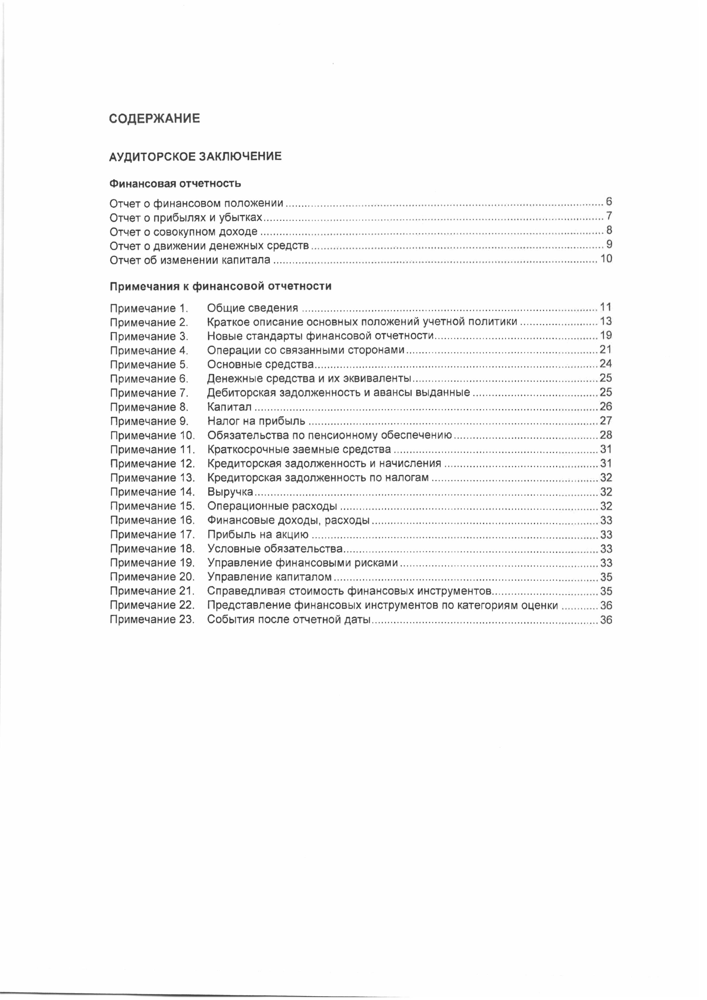 СОДЕРЖАНИЕ
АУДИТОРСКОЕ ЗАКЛЮЧЕНИЕ
Финансовая отчетность
Отчет о финансовом положении 6
Отчет о прибылях и убытках 7
Отчет о совокупном доходе 8
Отчет о движении денежных средств 9
Отчет об изменении капитала 10
Примечания к финансовой отчетности
Примечание 1. Общие сведения 11
Примечание 2. Краткое описание основных положений учетной политики 13
Примечание 3. Новые стандарты финансовой отчетности 19
Примечание 4. Операции со связанными сторонами 21
Примечание 5. Основные средства 24
Примечание 6. Денежные средства и их эквиваленты 25
Примечание 7. Дебиторская задолженность и авансы выданные 25
Примечание 8. Капитал 26
Примечание 9. Налог на прибыль 27
Примечание 10. Обязательства по пенсионному обеспечению 28
Примечание 11. Краткосрочные заемные средства 31
Примечание 12. Кредиторская задолженность и начисления 31
Примечание 13. Кредиторская задолженность по налогам 32
Примечание 14. Выручка 32
Примечание 15. Операционные расходы 32
Примечание 16. Финансовые доходы, расходы 33
Примечание 17. Прибыль на акцию 33
Примечание 18. Условные обязательства 33
Примечание 19. Управление финансовыми рисками 33
Примечание 20. Управление капиталом 35
Примечание 21. Справедливая стоимость финансовых инструментов 35
Примечание 22. Представление финансовых инструментов по категориям оценки 36
Примечание 23. События после отчетной даты 36